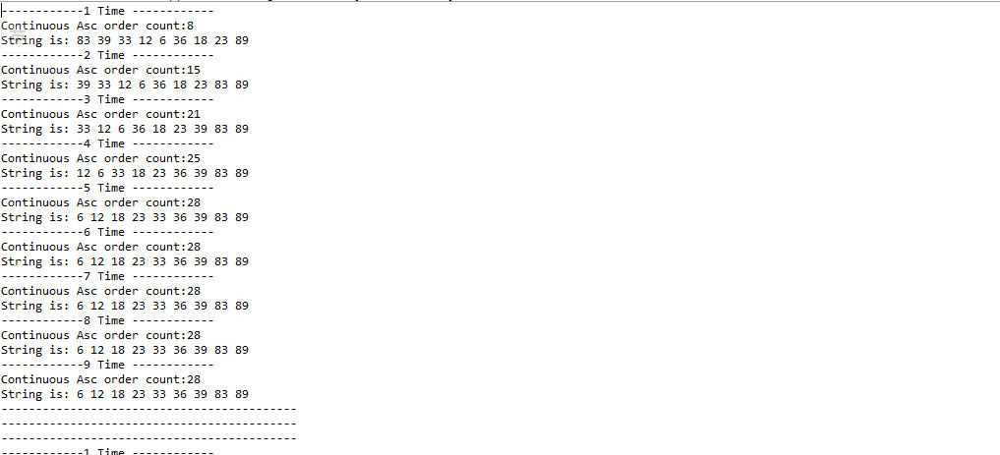 ------------1 Time ------------
Continuous Asc order count:8
String is: 83 39 33 12 6 36 18 23 89
------------2 Time ------------
Continuous Asc order count:15
String is: 39 33 12 6 36 18 23 83 89
------------3 Time ------------
Continuous Asc order count:21
String is: 33 12 6 36 18 23 39 83 89
------------4 Time ------------
Continuous Asc order count:25
String is: 12 6 33 18 23 36 39 83 89
------------5 Time ------------
Continuous Asc order count:28
String is: 6 12 18 23 33 36 39 83 89
------------6 Time ------------
Continuous Asc order count:28
String is: 6 12 18 23 33 36 39 83 89
------------7 Time ------------
Continuous Asc order count:28
String is: 6 12 18 23 33 36 39 83 89
------------8 Time ------------
Continuous Asc order count:28
String is: 6 12 18 23 33 36 39 83 89
------------9 Time ------------
Continuous Asc order count:28
String is: 6 12 18 23 33 36 39 83 89
-------------------------------------------
-------------------------------------------
-------------------------------------------
------------1 Time ------------